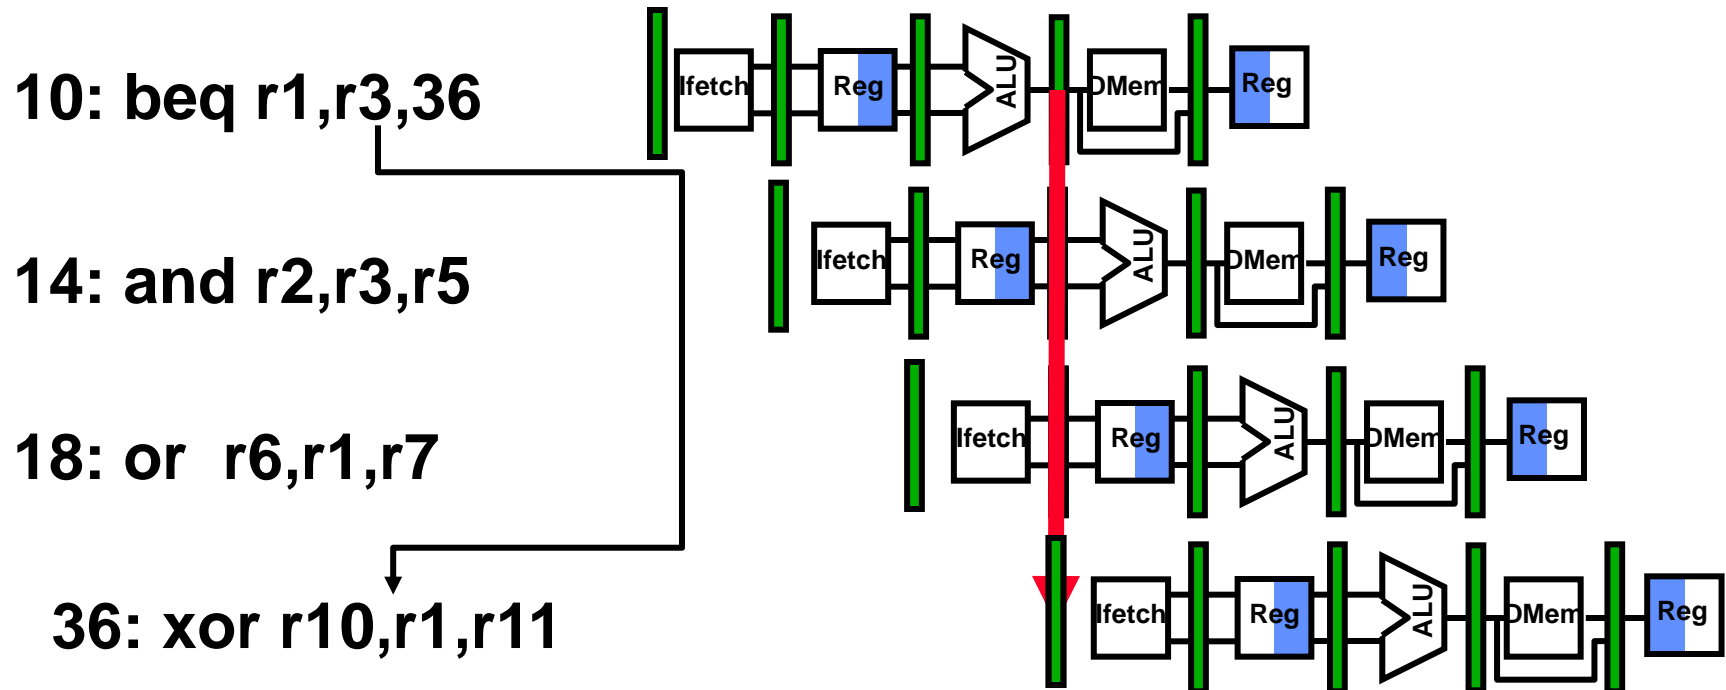 10: beq r1,r3,36
Ifetch Reg ALU DMem Reg
14: and r2,r3,r5
Ifetch Reg ALU DMem Reg
18: or r6,r1,r7
Ifetch Reg ALU DMem Reg
36: xor r10,r1,r11
Ifetch Reg ALU DMem Reg